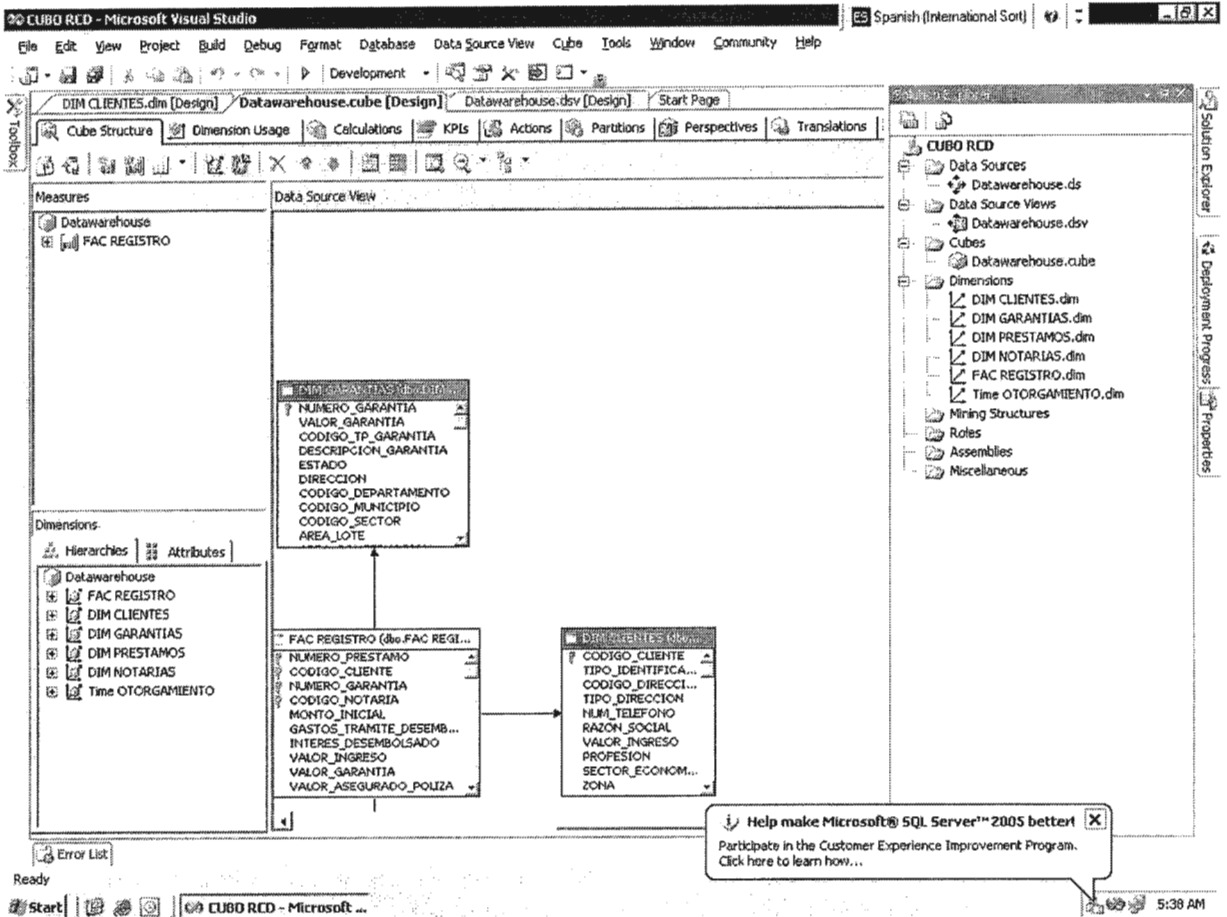 CUBO RCD - Microsoft Visual Studio
ES Spanish (International Sort)
File Edit View Project Build Debug Format Database Data Source View Cube Tools Window Community Help
Development
DIM CLIENTES.dim [Design] Datawarehouse.cube [Design] Datawarehouse.dsv [Design] Start Page
Cube Structure Dimension Usage Calculations KPIs Actions Partitions Perspectives Translations
Toolbox
Measures
Datawarehouse
FAC REGISTRO
Data Source View
DIM GARANTIAS (dbo.DIM ...
NUMERO_GARANTIA
VALOR_GARANTIA
CODIGO_TP_GARANTIA
DESCRIPCION_GARANTIA
ESTADO
DIRECCION
CODIGO_DEPARTAMENTO
CODIGO_MUNICIPIO
CODIGO_SECTOR
AREA_LOTE
Dimensions
Hierarchies Attributes
Datawarehouse
FAC REGISTRO
DIM CLIENTES
DIM GARANTIAS
DIM PRESTAMOS
DIM NOTARIAS
Time OTORGAMIENTO
FAC REGISTRO (dbo.FAC REGI...
NUMERO_PRESTAMO
CODIGO_CLIENTE
NUMERO_GARANTIA
CODIGO_NOTARIA
MONTO_INICIAL
GASTOS_TRAMITE_DESEMB...
INTERES_DESEMBOLSADO
VALOR_INGRESO
VALOR_GARANTIA
VALOR_ASEGURADO_POLIZA
DIM CLIENTES (dbo...
CODIGO_CLIENTE
TIPO_IDENTIFICA...
CODIGO_DIRECCI...
TIPO_DIRECCION
NUM_TELEFONO
RAZON_SOCIAL
VALOR_INGRESO
PROFESION
SECTOR_ECONOM...
ZONA
CUBO RCD
Data Sources
Datawarehouse.ds
Data Source Views
Datawarehouse.dsv
Cubes
Datawarehouse.cube
Dimensions
DIM CLIENTES.dim
DIM GARANTIAS.dim
DIM PRESTAMOS.dim
DIM NOTARIAS.dim
FAC REGISTRO.dim
Time OTORGAMIENTO.dim
Mining Structures
Roles
Assemblies
Miscellaneous
Solution Explorer
Deployment Progress
Properties
Help make Microsoft® SQL Server™ 2005 better!
Participate in the Customer Experience Improvement Program.
Click here to learn how...
Error List
Ready
Start CUBO RCD - Microsoft ... 5:38 AM